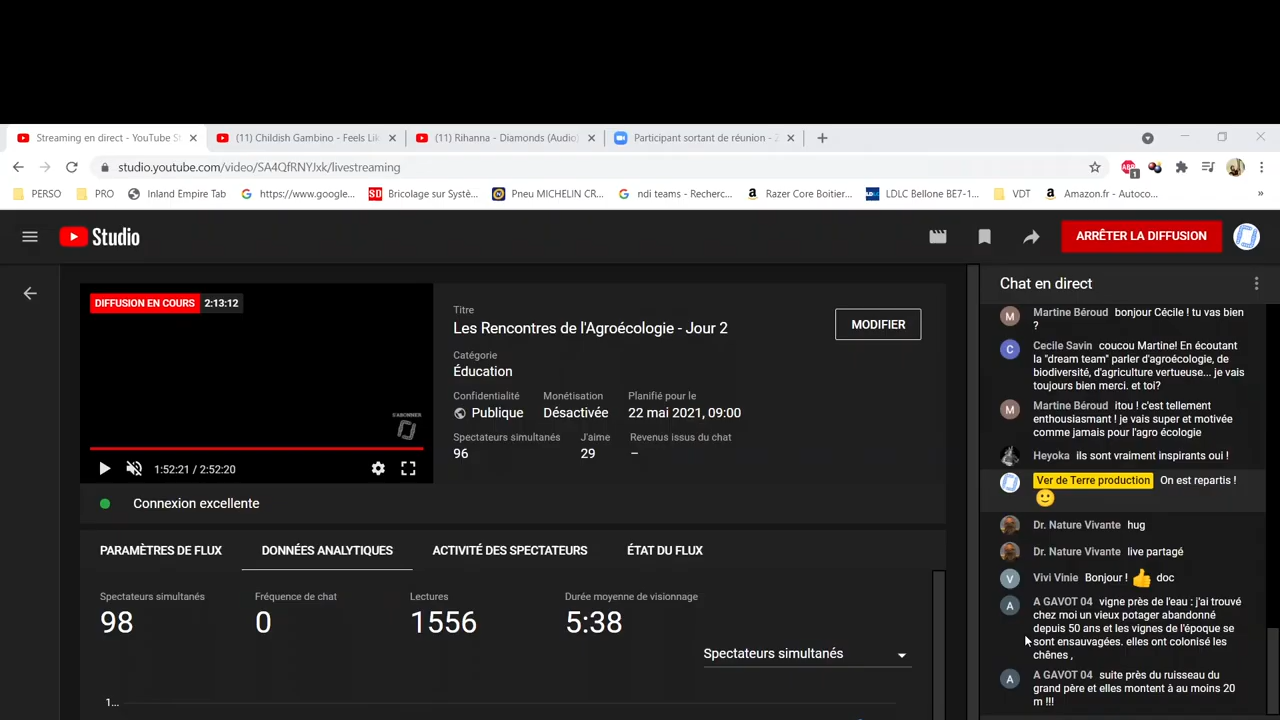 Streaming en direct - YouTube S
(11) Childish Gambino - Feels Lik
(11) Rihanna - Diamonds (Audio)
Participant sortant de réunion - Z
studio.youtube.com/video/SA4QfRNYJxk/livestreaming
ABP
1
PERSO
PRO
Inland Empire Tab
https://www.google...
SD Bricolage sur Systè...
Pneu MICHELIN CR...
ndi teams - Recherc...
Razer Core Boitier...
LDLC Bellone BE7-1...
VDT
Amazon.fr - Autoco...
»
Studio
ARRÊTER LA DIFFUSION
DIFFUSION EN COURS 2:13:12
1:52:21 / 2:52:20
Connexion excellente
Titre
Les Rencontres de l'Agroécologie - Jour 2
MODIFIER
Catégorie
Éducation
Confidentialité Monétisation Planifié pour le
Publique Désactivée 22 mai 2021, 09:00
Spectateurs simultanés J'aime Revenus issus du chat
96 29 –
PARAMÈTRES DE FLUX DONNÉES ANALYTIQUES ACTIVITÉ DES SPECTATEURS ÉTAT DU FLUX
Spectateurs simultanés Fréquence de chat Lectures Durée moyenne de visionnage
98 0 1556 5:38
Spectateurs simultanés
1...
Chat en direct
M Martine Béroud bonjour Cécile ! tu vas bien
?
C Cecile Savin coucou Martine! En écoutant
la "dream team" parler d'agroécologie, de
biodiversité, d'agriculture vertueuse... je vais
toujours bien merci. et toi?
M Martine Béroud itou ! c'est tellement
enthousiasmant ! je vais super et motivée
comme jamais pour l'agro écologie
Heyoka ils sont vraiment inspirants oui !
Ver de Terre production On est repartis !
Dr. Nature Vivante hug
Dr. Nature Vivante live partagé
V Vivi Vinie Bonjour ! doc
A A GAVOT 04 vigne près de l'eau : j'ai trouvé
chez moi un vieux potager abandonné
depuis 50 ans et les vignes de l'époque se
sont ensauvagées. elles ont colonisé les
chênes ,
A A GAVOT 04 suite près du ruisseau du
grand père et elles montent à au moins 20
m !!!